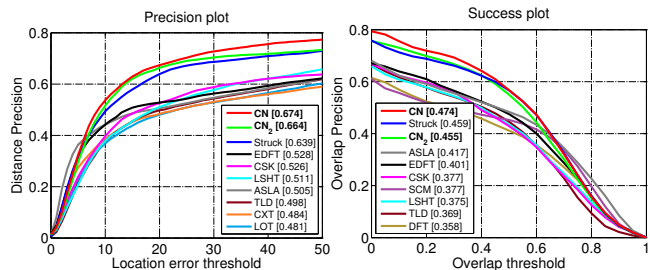 Precision plot
Distance Precision
0.8
0.6
0.4
0.2
0
0 10 20 30 40 50
Location error threshold
CN [0.674]
CN2 [0.664]
Struck [0.639]
EDFT [0.528]
CSK [0.526]
LSHT [0.511]
ASLA [0.505]
TLD [0.498]
CXT [0.484]
LOT [0.481]
Success plot
Overlap Precision
0.8
0.6
0.4
0.2
0
0 0.2 0.4 0.6 0.8 1
Overlap threshold
CN [0.474]
Struck [0.459]
CN2 [0.455]
ASLA [0.417]
EDFT [0.401]
CSK [0.377]
SCM [0.377]
LSHT [0.375]
TLD [0.369]
DFT [0.358]